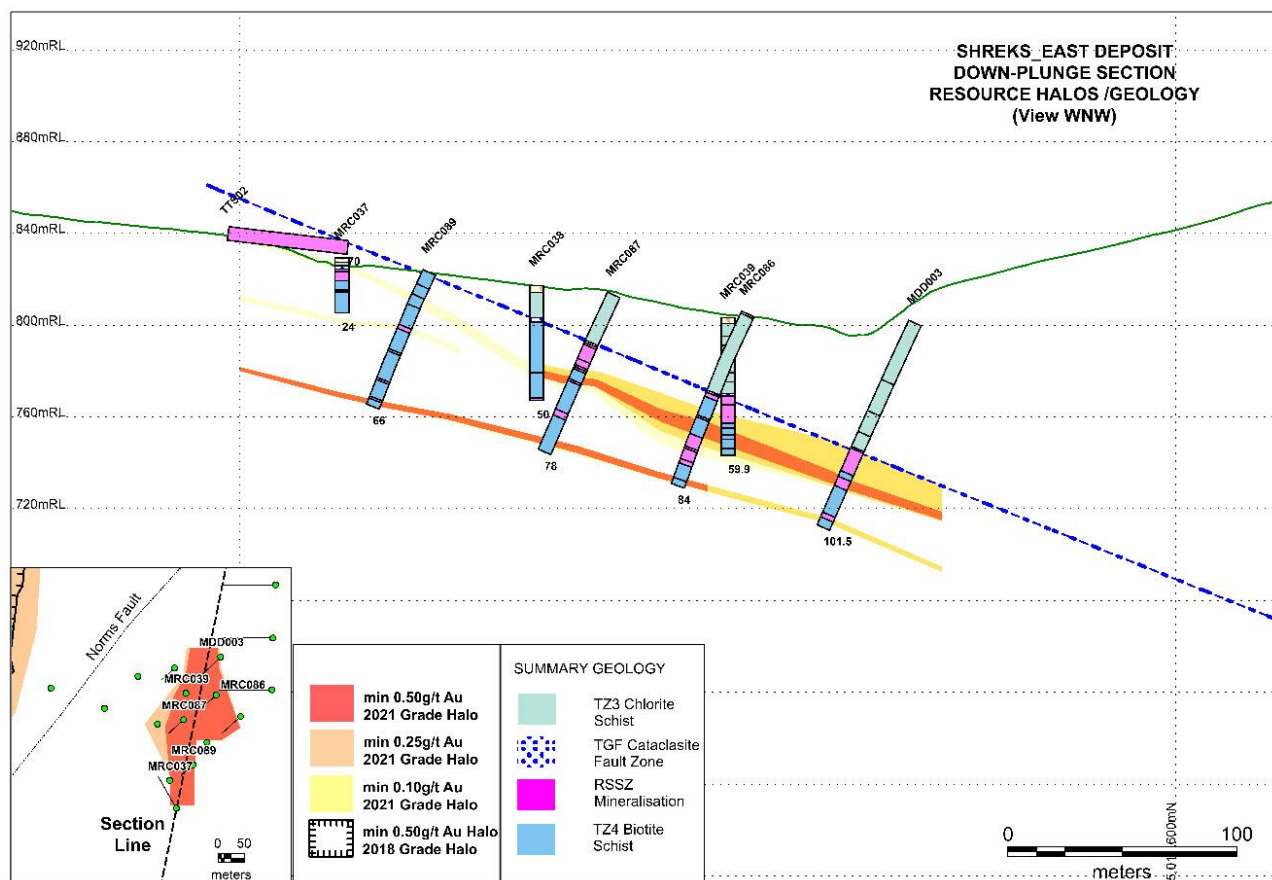 920mRL
SHREKS_EAST DEPOSIT
DOWN-PLUNGE SECTION
RESOURCE HALOS /GEOLOGY
(View WNW)
880mRL
840mRL
TTS02
MRC037
MRC089
MRC038
MRC087
MRC039
MRC086
MDD003
70
800mRL
24
760mRL
66
50
78
59.9
84
720mRL
101.5
Norms Fault
MDD003
MRC039
MRC086
MRC087
MRC089
MRC037
Section
Line
0 50
meters
min 0.50g/t Au
2021 Grade Halo
min 0.25g/t Au
2021 Grade Halo
min 0.10g/t Au
2021 Grade Halo
min 0.50g/t Au Halo
2018 Grade Halo
SUMMARY GEOLOGY
TZ3 Chlorite
Schist
TGF Cataclasite
Fault Zone
RSSZ
Mineralisation
TZ4 Biotite
Schist
0 100
meters